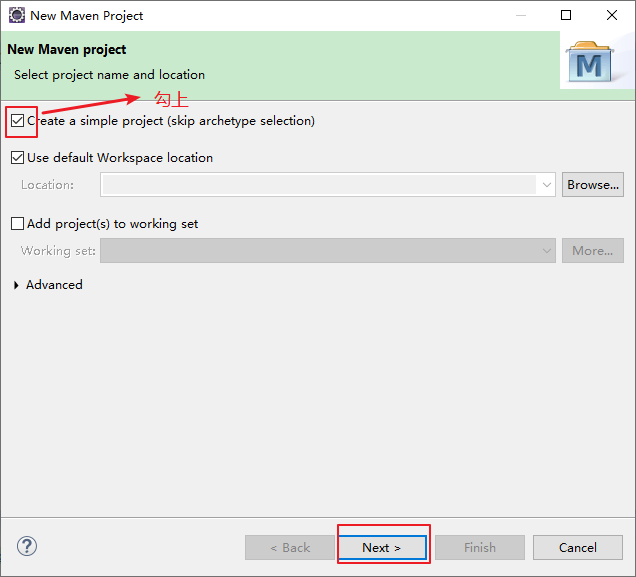 New Maven Project
New Maven project
Select project name and location
M
勾上
Create a simple project (skip archetype selection)
Use default Workspace location
Location:
Browse...
Add project(s) to working set
Working set:
More...
Advanced
?
< Back
Next >
Finish
Cancel